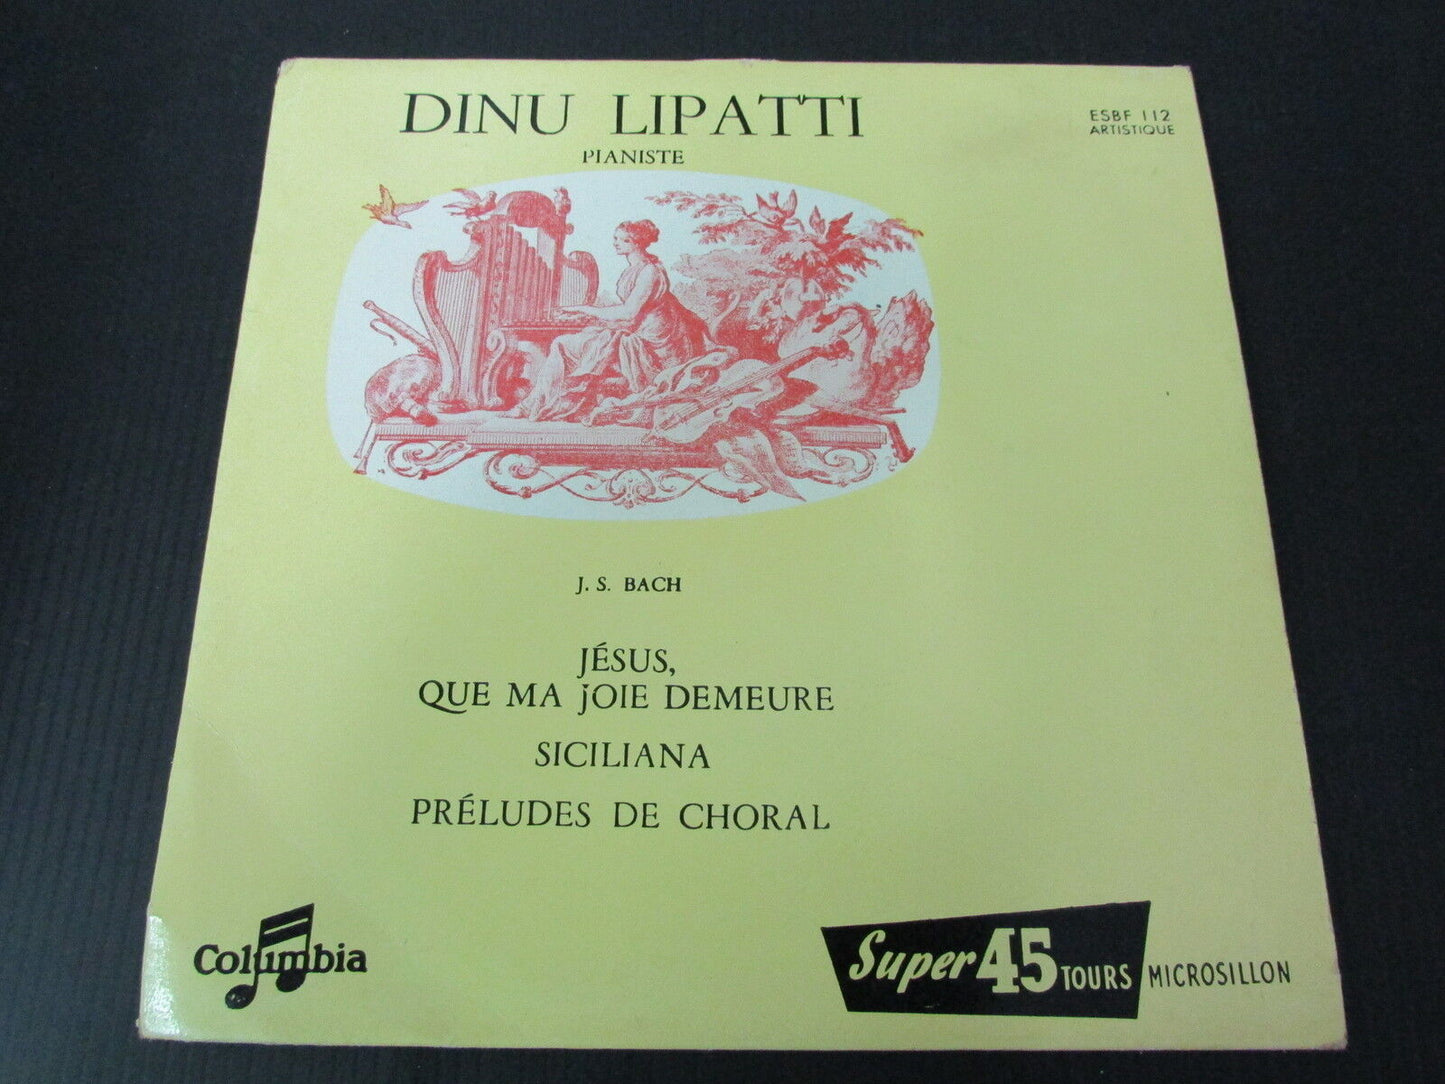 DINU LIPATTI
PIANISTE
ESBF 112
ARTISTIQUE
J. S. BACH
JÉSUS,
QUE MA JOIE DEMEURE
SICILIANA
PRÉLUDES DE CHORAL
Columbia
Super 45 TOURS MICROSILLON